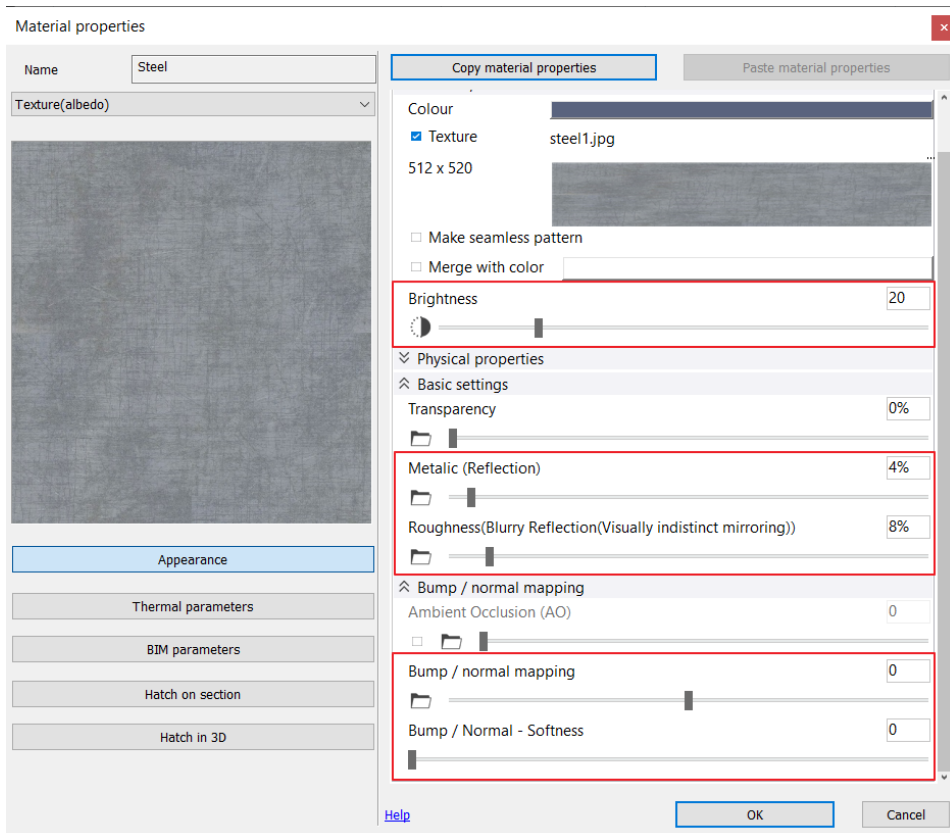 Material properties
Name
Steel
Texture(albedo)
Appearance
Thermal parameters
BIM parameters
Hatch on section
Hatch in 3D
Copy material properties
Paste material properties
Colour
Texture
steel1.jpg
...
512 x 520
Make seamless pattern
Merge with color
Brightness
20
Physical properties
Basic settings
Transparency
0%
Metalic (Reflection)
4%
Roughness(Blurry Reflection(Visually indistinct mirroring))
8%
Bump / normal mapping
Ambient Occlusion (AO)
0
Bump / normal mapping
0
Bump / Normal - Softness
0
Help
OK
Cancel